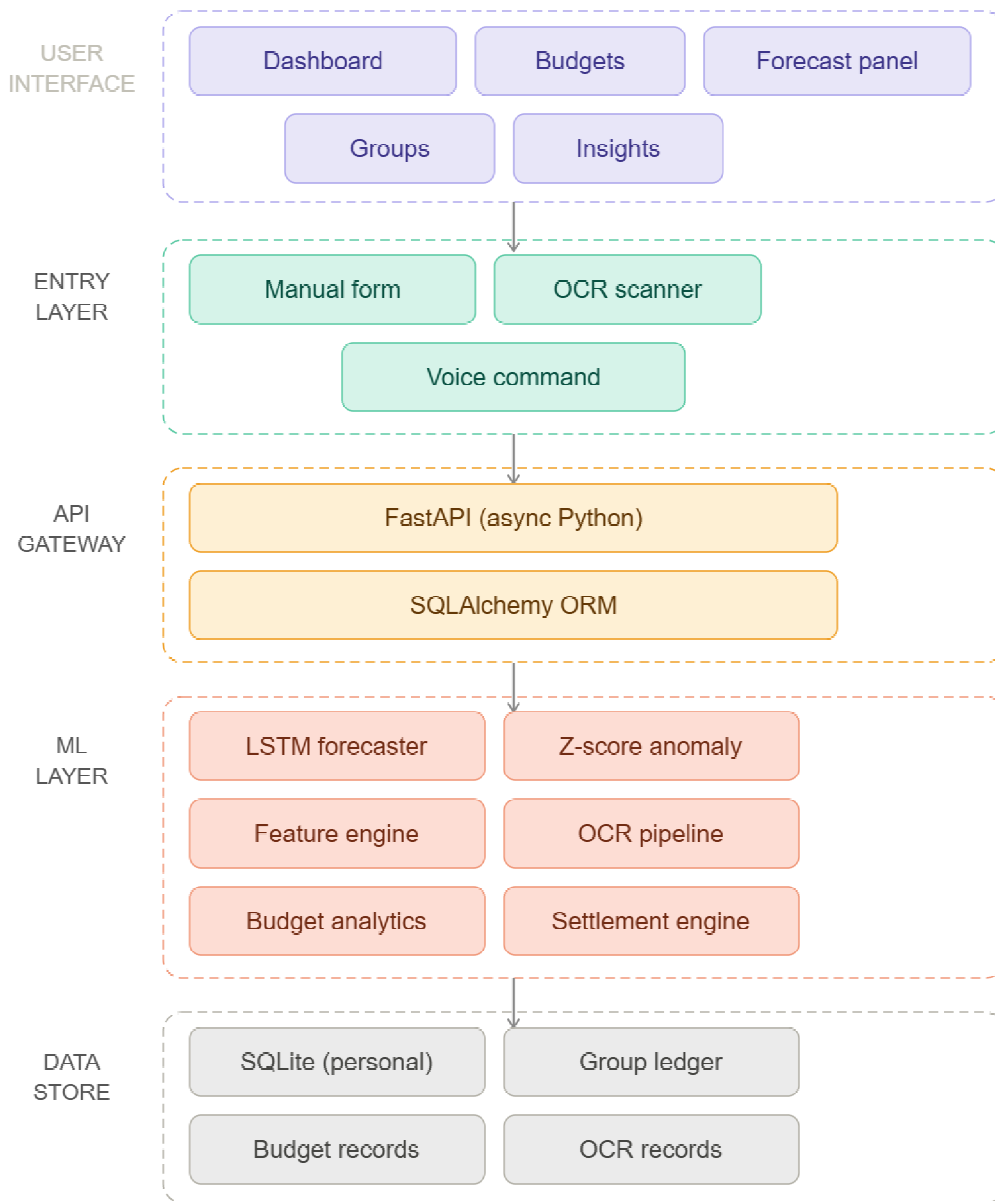 USER
INTERFACE
Dashboard
Budgets
Forecast panel
Groups
Insights
ENTRY
LAYER
Manual form
OCR scanner
Voice command
API
GATEWAY
FastAPI (async Python)
SQLAlchemy ORM
ML
LAYER
LSTM forecaster
Z-score anomaly
Feature engine
OCR pipeline
Budget analytics
Settlement engine
DATA
STORE
SQLite (personal)
Group ledger
Budget records
OCR records